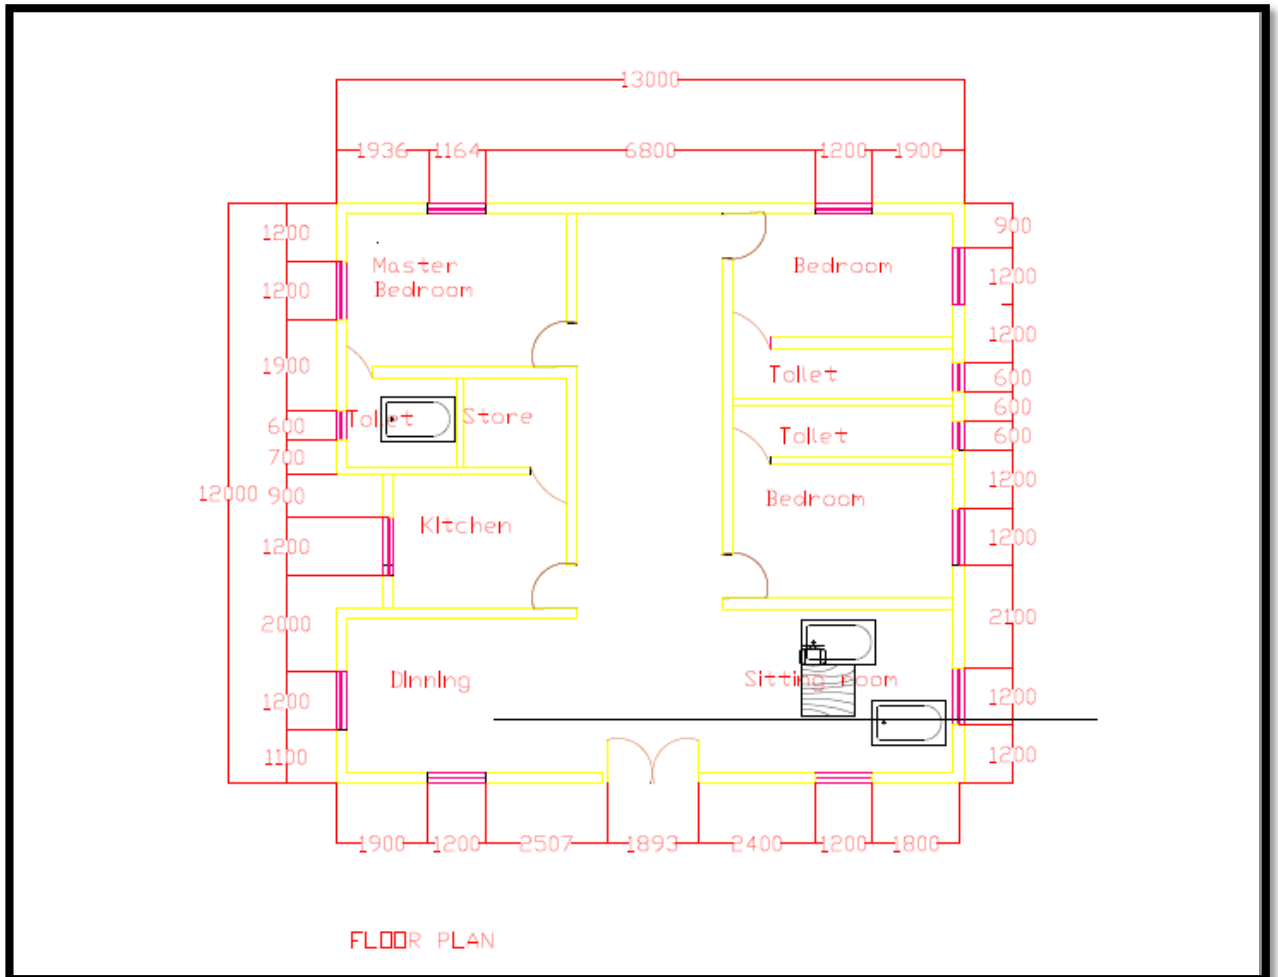 13000
1936 1164 6800 1200 1900
1200 900
Master
Bedroom
Bedroom
1200 1200
1900 1200
Toilet 600
Toilet Store 600
600 Toilet 600
700
12000 900 Bedroom 1200
Kitchen
1200 1200
2000 2100
Dinning Sitting room
1200 1200
1100 1200
1900 1200 2507 1893 2400 1200 1800
FLOOR PLAN